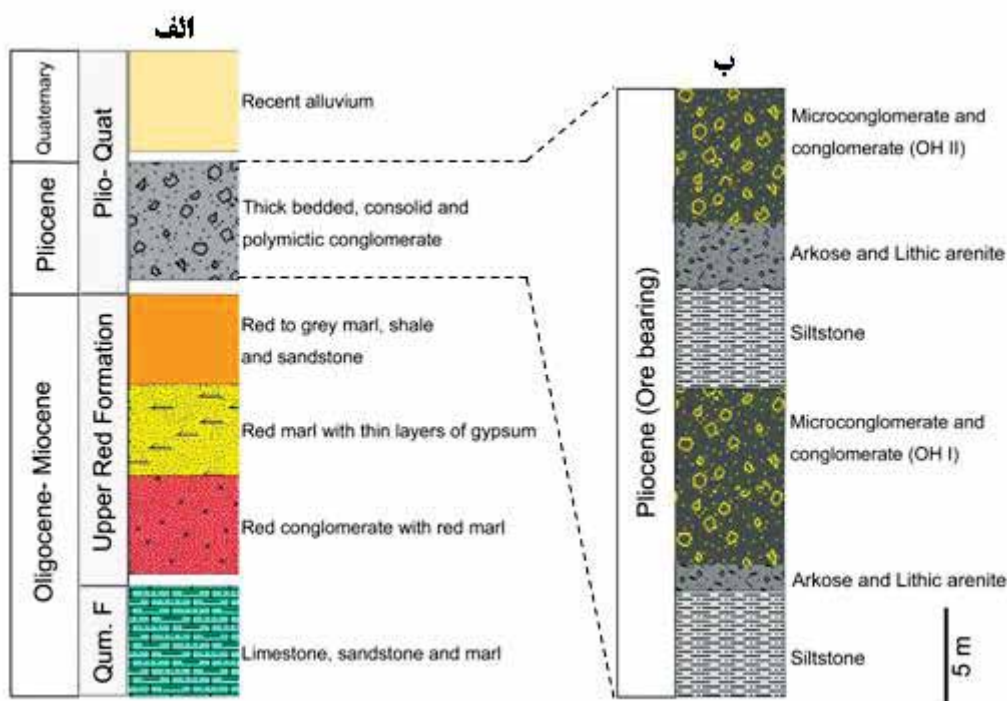 الف
Quaternary
Plio- Quat
Recent alluvium
Pliocene
Thick bedded, consolid and
polymictic conglomerate
Oligocene- Miocene
Upper Red Formation
Red to grey marl, shale
and sandstone
Red marl with thin layers of gypsum
Red conglomerate with red marl
Qum. F
Limestone, sandstone and marl
ب
Pliocene (Ore bearing)
Microconglomerate and
conglomerate (OH II)
Arkose and Lithic arenite
Siltstone
Microconglomerate and
conglomerate (OH I)
Arkose and Lithic arenite
Siltstone
5 m